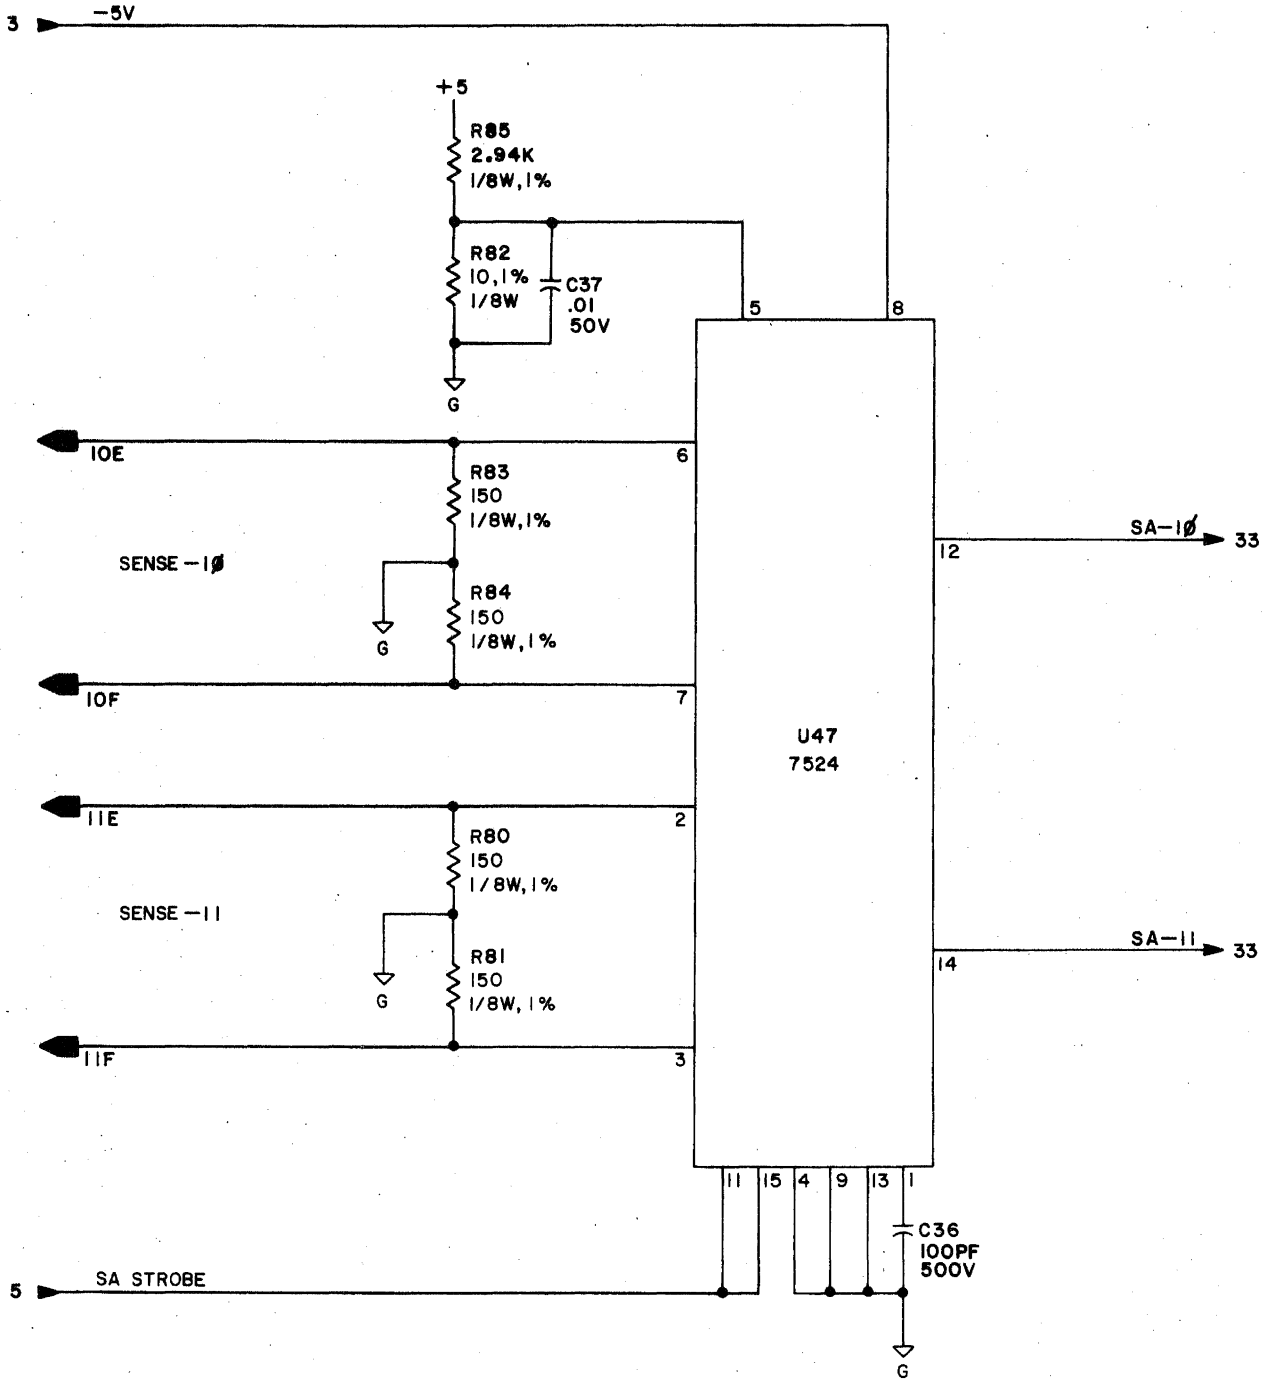 3
-5V
+5
R85
2.94K
1/8W,1%
R82
10,1%
1/8W
C37
.01
50V
G
5
8
10E
6
R83
150
1/8W,1%
SENSE-1Ø
G
R84
150
1/8W,1%
10F
7
SA-1Ø
33
12
U47
7524
11E
2
R80
150
1/8W,1%
SENSE-11
G
R81
150
1/8W,1%
11F
3
SA-11
33
14
11
15
4
9
13
1
C36
100PF
500V
5
SA STROBE
G